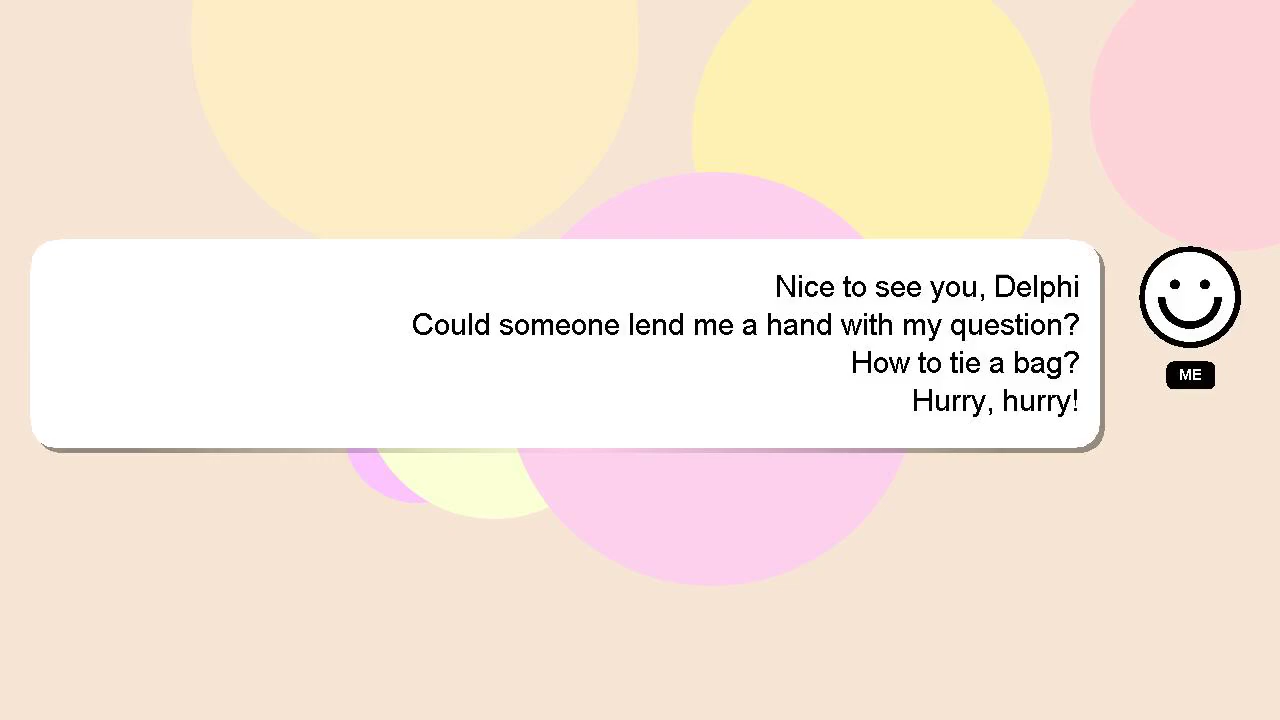 Nice to see you, Delphi
Could someone lend me a hand with my question?
How to tie a bag?
Hurry, hurry!
ME